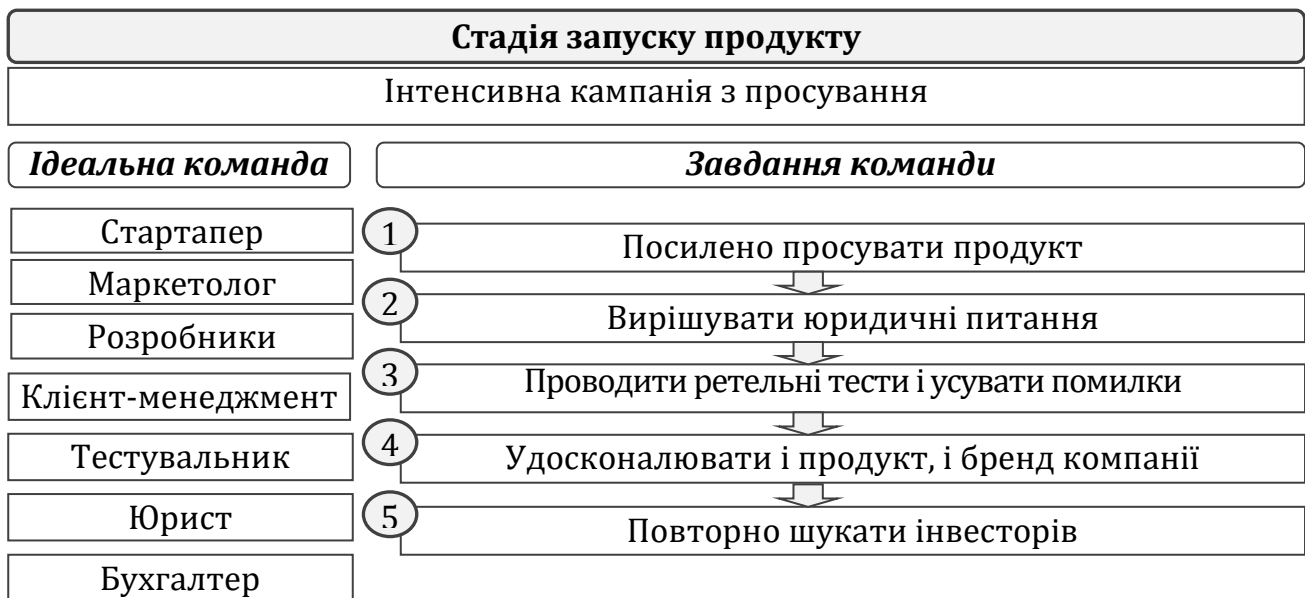 Стадія запуску продукту
Інтенсивна кампанія з просування
Ідеальна команда
Завдання команди
Стартапер
Маркетолог
Розробники
Клієнт-менеджмент
Тестувальник
Юрист
Бухгалтер
1
Посилено просувати продукт
2
Вирішувати юридичні питання
3
Проводити ретельні тести і усувати помилки
4
Удосконалювати і продукт, і бренд компанії
5
Повторно шукати інвесторів